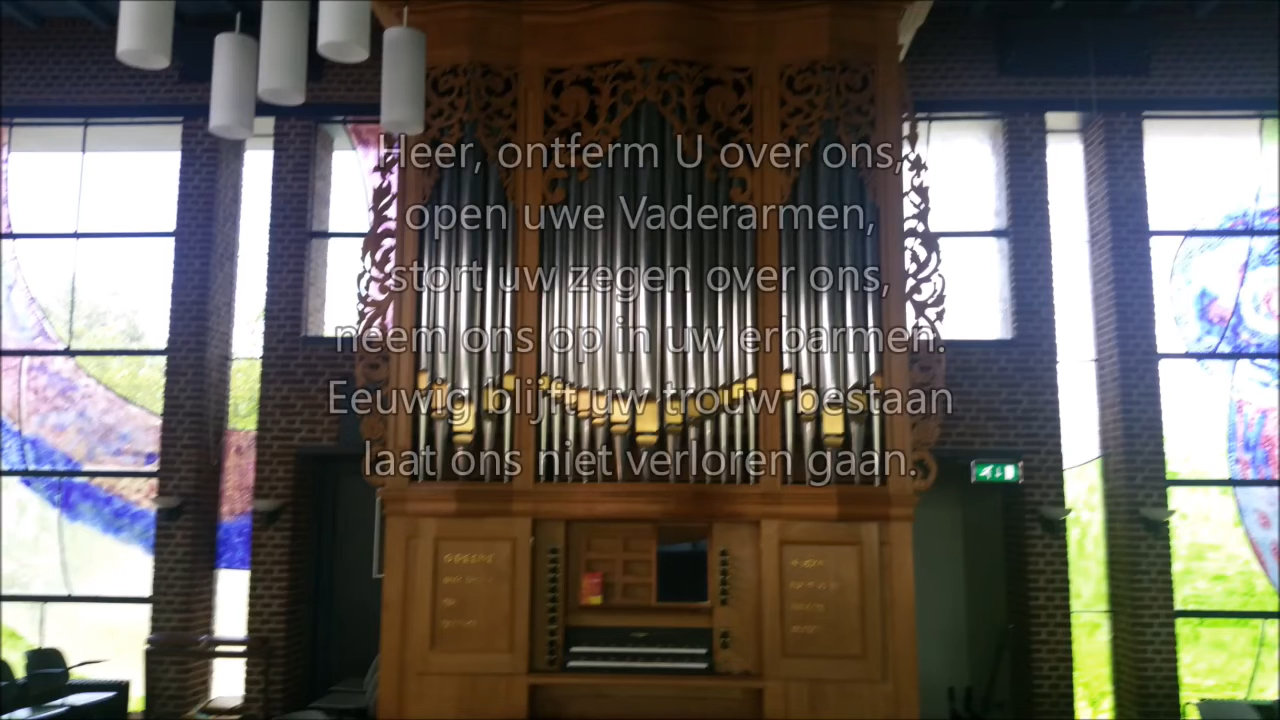 Heer, ontferm U over ons,
open uwe Vaderarmen,
stort uw zegen over ons,
neem ons op in uw erbarmen.
Eeuwig blijft uw trouw bestaan
laat ons niet verloren gaan.